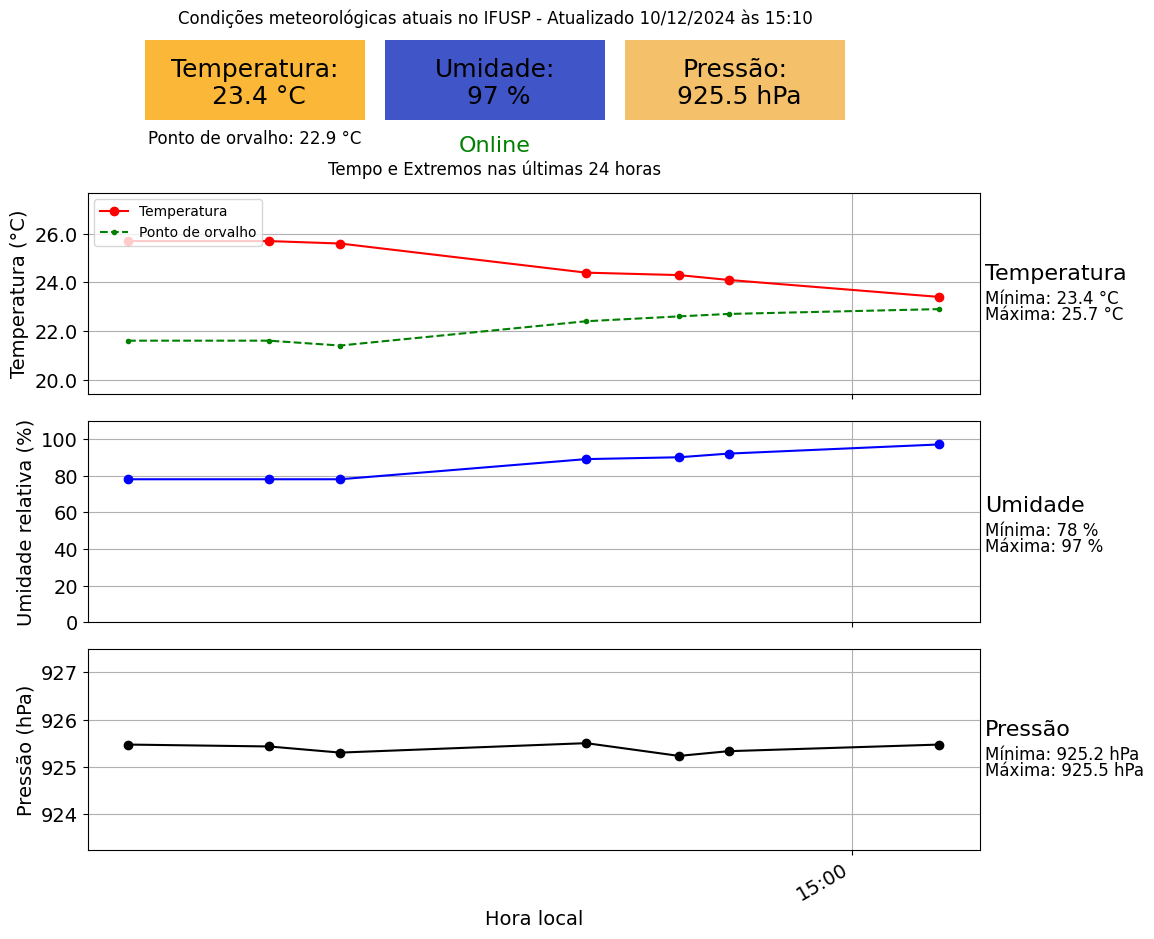 Condições meteorológicas atuais no IFUSP - Atualizado 10/12/2024 às 15:10
Temperatura:
23.4 °C
Umidade:
97 %
Pressão:
925.5 hPa
Ponto de orvalho: 22.9 °C
Online
Tempo e Extremos nas últimas 24 horas
Temperatura (°C)
26.0
24.0
22.0
20.0
Temperatura
Ponto de orvalho
Temperatura
Mínima: 23.4 °C
Máxima: 25.7 °C
Umidade relativa (%)
100
80
60
40
20
0
Umidade
Mínima: 78 %
Máxima: 97 %
Pressão (hPa)
927
926
925
924
Pressão
Mínima: 925.2 hPa
Máxima: 925.5 hPa
15:00
Hora local